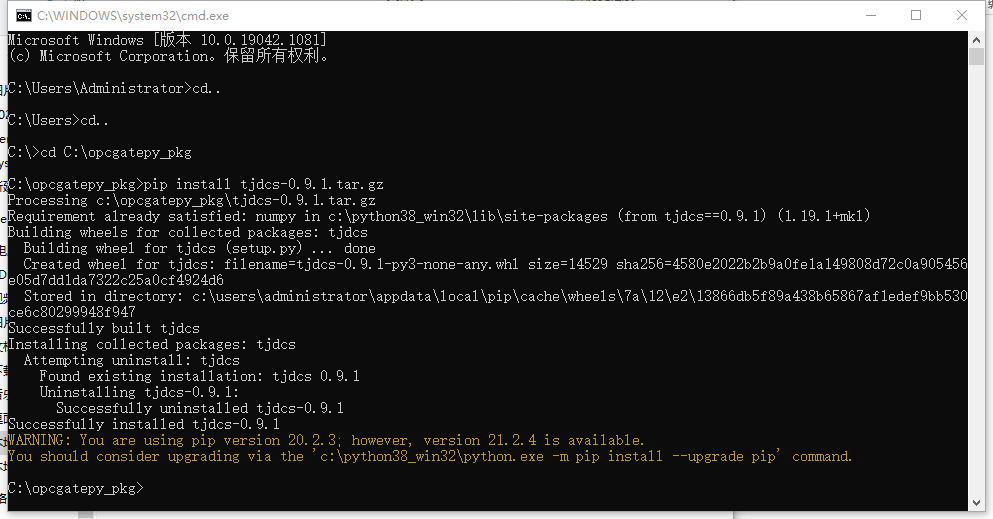 C:\WINDOWS\system32\cmd.exe
Microsoft Windows [版本 10.0.19042.1081]
(c) Microsoft Corporation。保留所有权利。
C:\Users\Administrator>cd..
C:\Users>cd..
C:\>cd C:\opcgatepy_pkg
C:\opcgatepy_pkg>pip install tjdcs-0.9.1.tar.gz
Processing c:\opcgatepy_pkg\tjdcs-0.9.1.tar.gz
Requirement already satisfied: numpy in c:\python38_win32\lib\site-packages (from tjdcs==0.9.1) (1.19.1+mkl)
Building wheels for collected packages: tjdcs
  Building wheel for tjdcs (setup.py) ... done
  Created wheel for tjdcs: filename=tjdcs-0.9.1-py3-none-any.whl size=14529 sha256=4580e2022b2b9a0fe1a149808d72c0a905456
e05d7dd1da7322c25a0cf4924d6
  Stored in directory: c:\users\administrator\appdata\local\pip\cache\wheels\7a\12\e2\13866db5f89a438b65867af1edef9bb530
ce6c80299948f947
Successfully built tjdcs
Installing collected packages: tjdcs
  Attempting uninstall: tjdcs
    Found existing installation: tjdcs 0.9.1
    Uninstalling tjdcs-0.9.1:
      Successfully uninstalled tjdcs-0.9.1
Successfully installed tjdcs-0.9.1
WARNING: You are using pip version 20.2.3; however, version 21.2.4 is available.
You should consider upgrading via the 'c:\python38_win32\python.exe -m pip install --upgrade pip' command.
C:\opcgatepy_pkg>